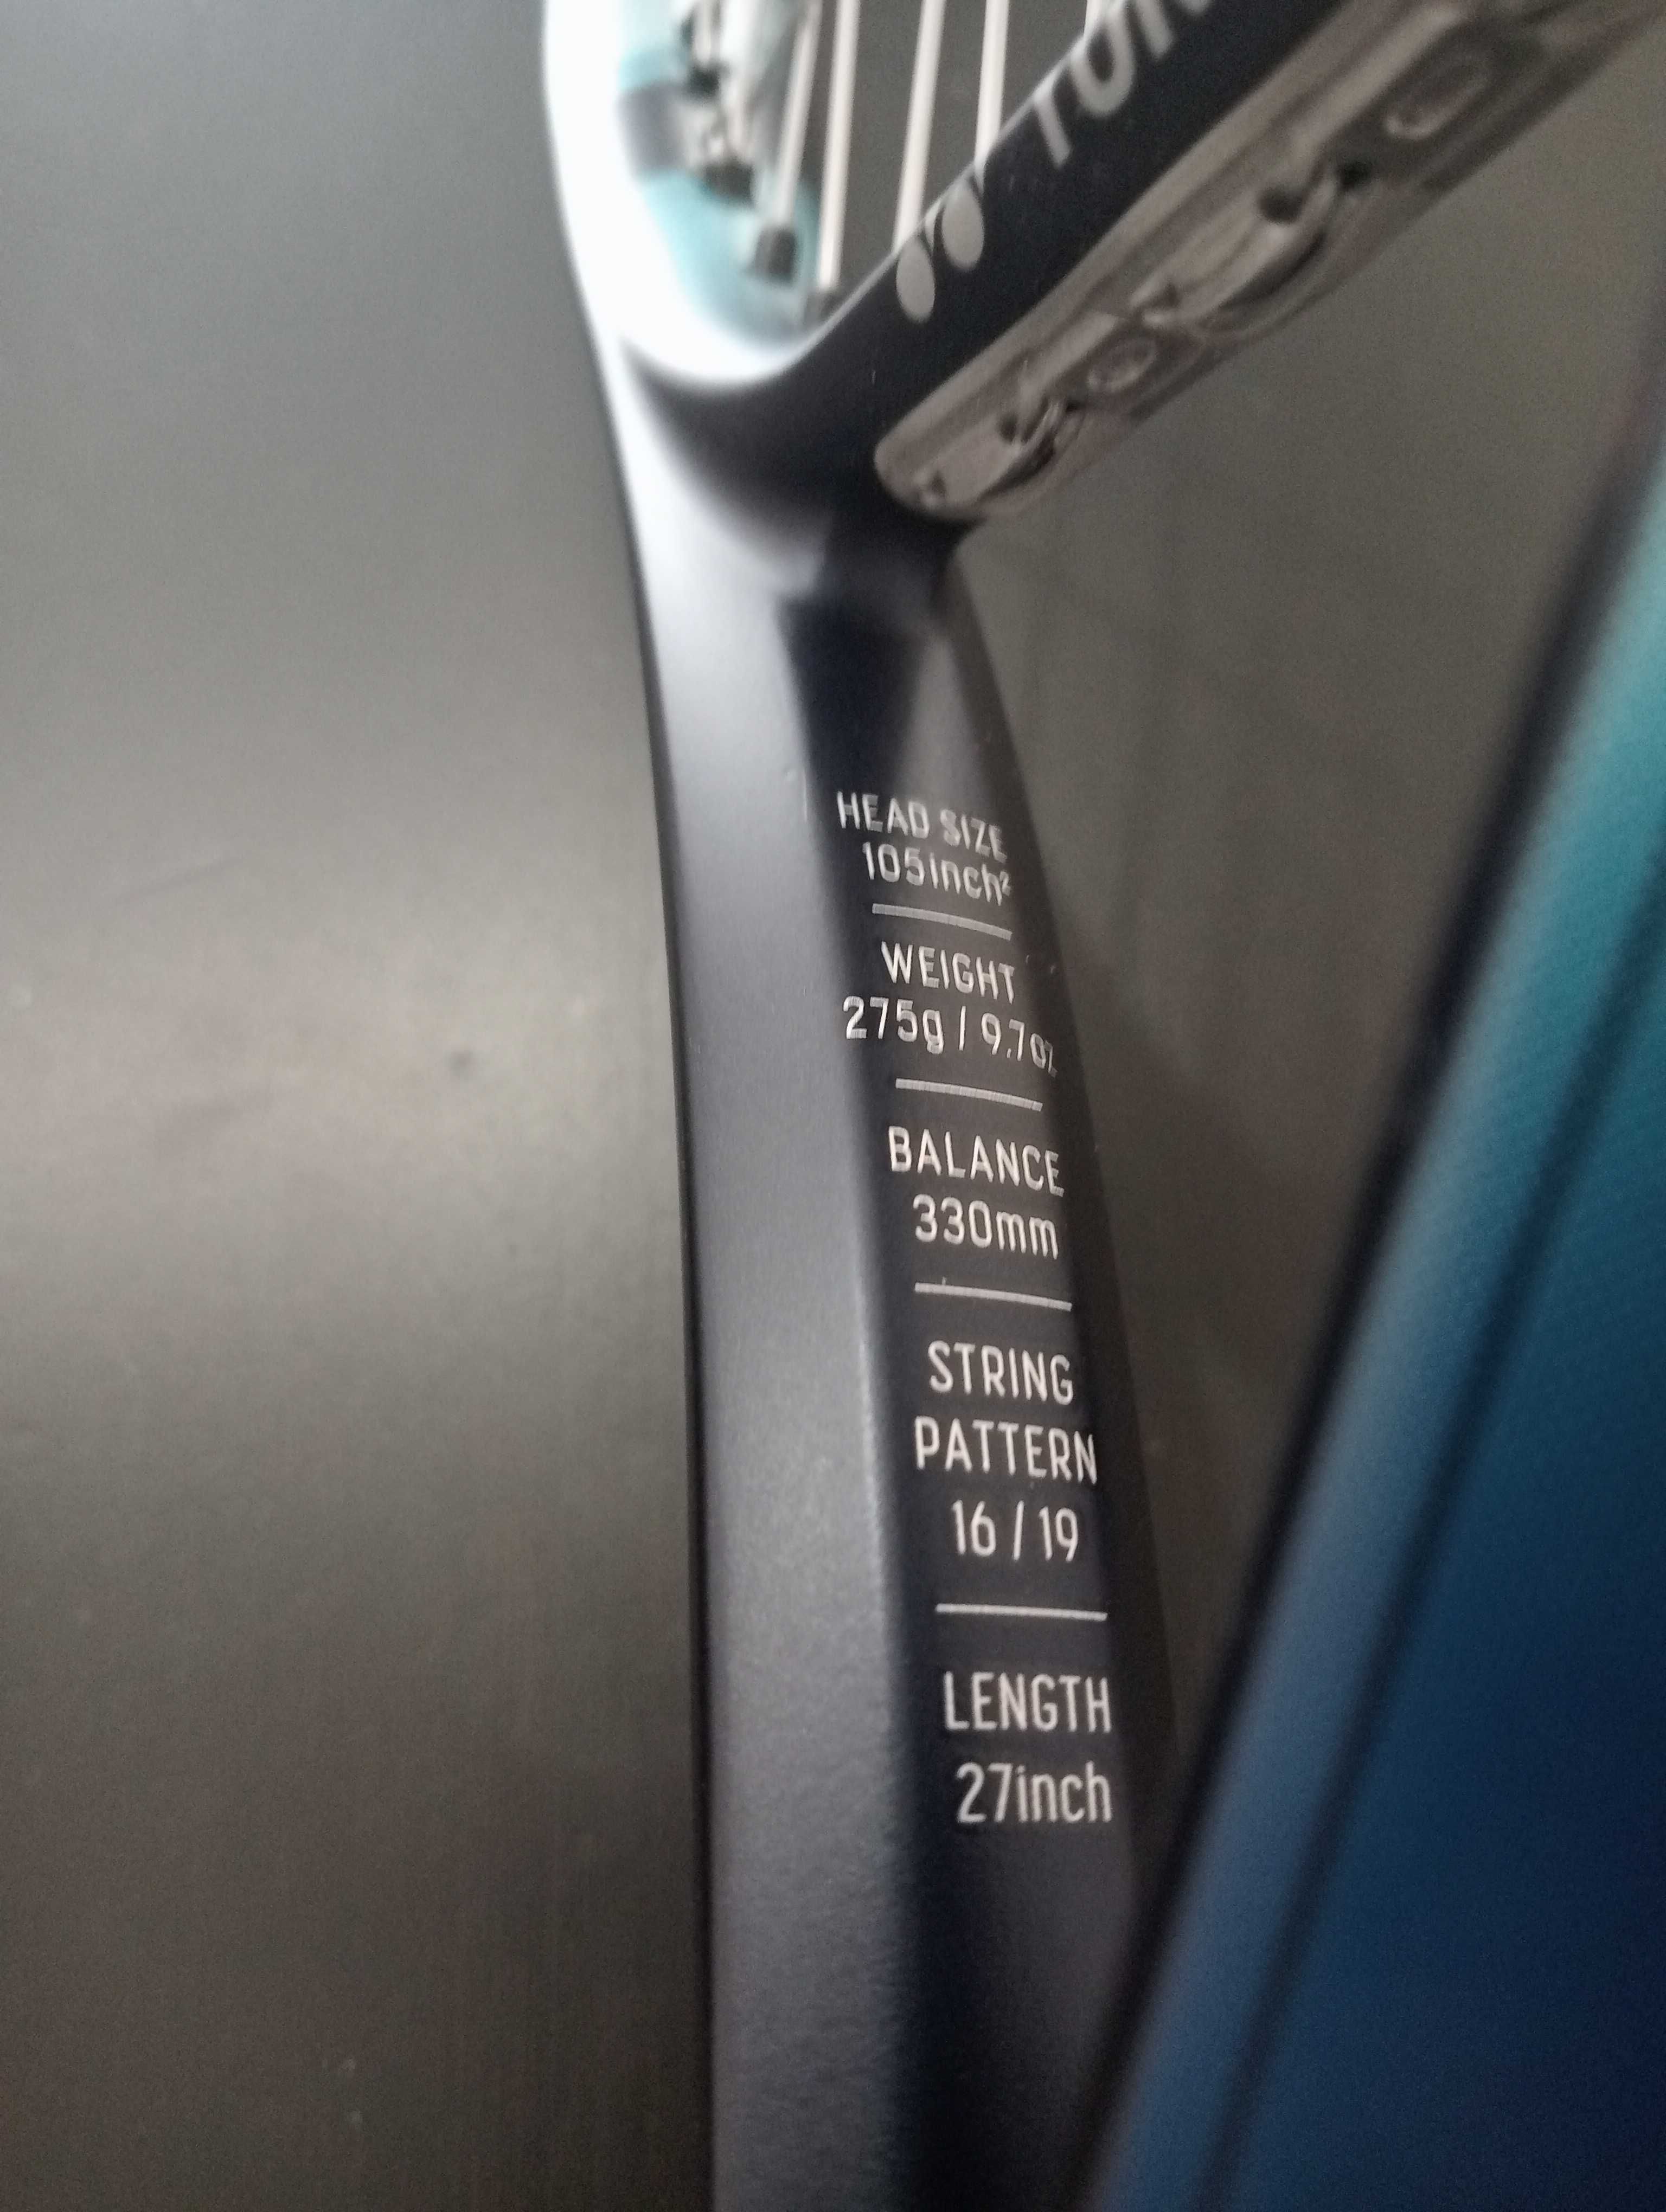 HEAD SIZE
105inch²
WEIGHT
275g / 9.7oz
BALANCE
330mm
STRING
PATTERN
16 / 19
LENGTH
27inch